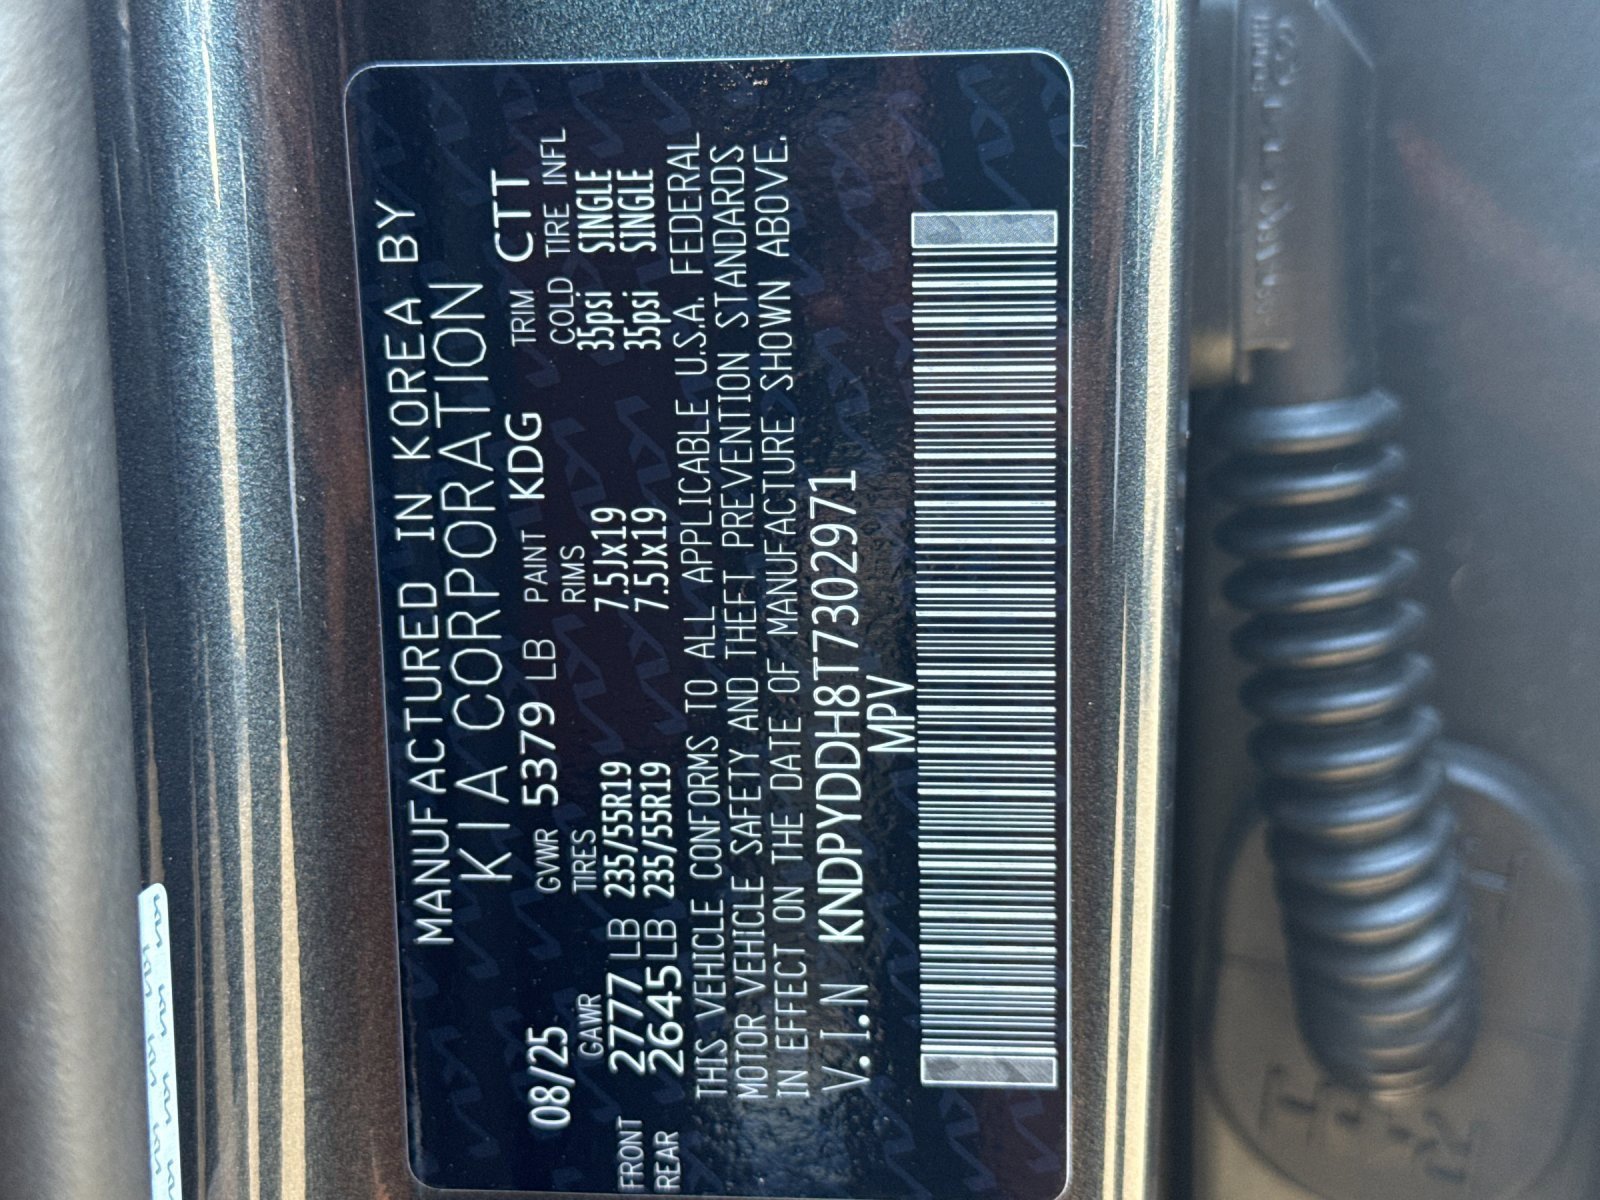 MANUFACTURED IN KOREA BY
KIA CORPORATION
08/25 GVWR 5379 LB PAINT KDG TRIM CTT
GAWR TIRES RIMS COLD TIRE INFL
FRONT 2777 LB 235/55R19 7.5Jx19 35psi SINGLE
REAR 2645 LB 235/55R19 7.5Jx19 35psi SINGLE
THIS VEHICLE CONFORMS TO ALL APPLICABLE U.S.A. FEDERAL
MOTOR VEHICLE SAFETY AND THEFT PREVENTION STANDARDS
IN EFFECT ON THE DATE OF MANUFACTURE SHOWN ABOVE.
V.I.N KNDPYDDH8T7302971
MPV